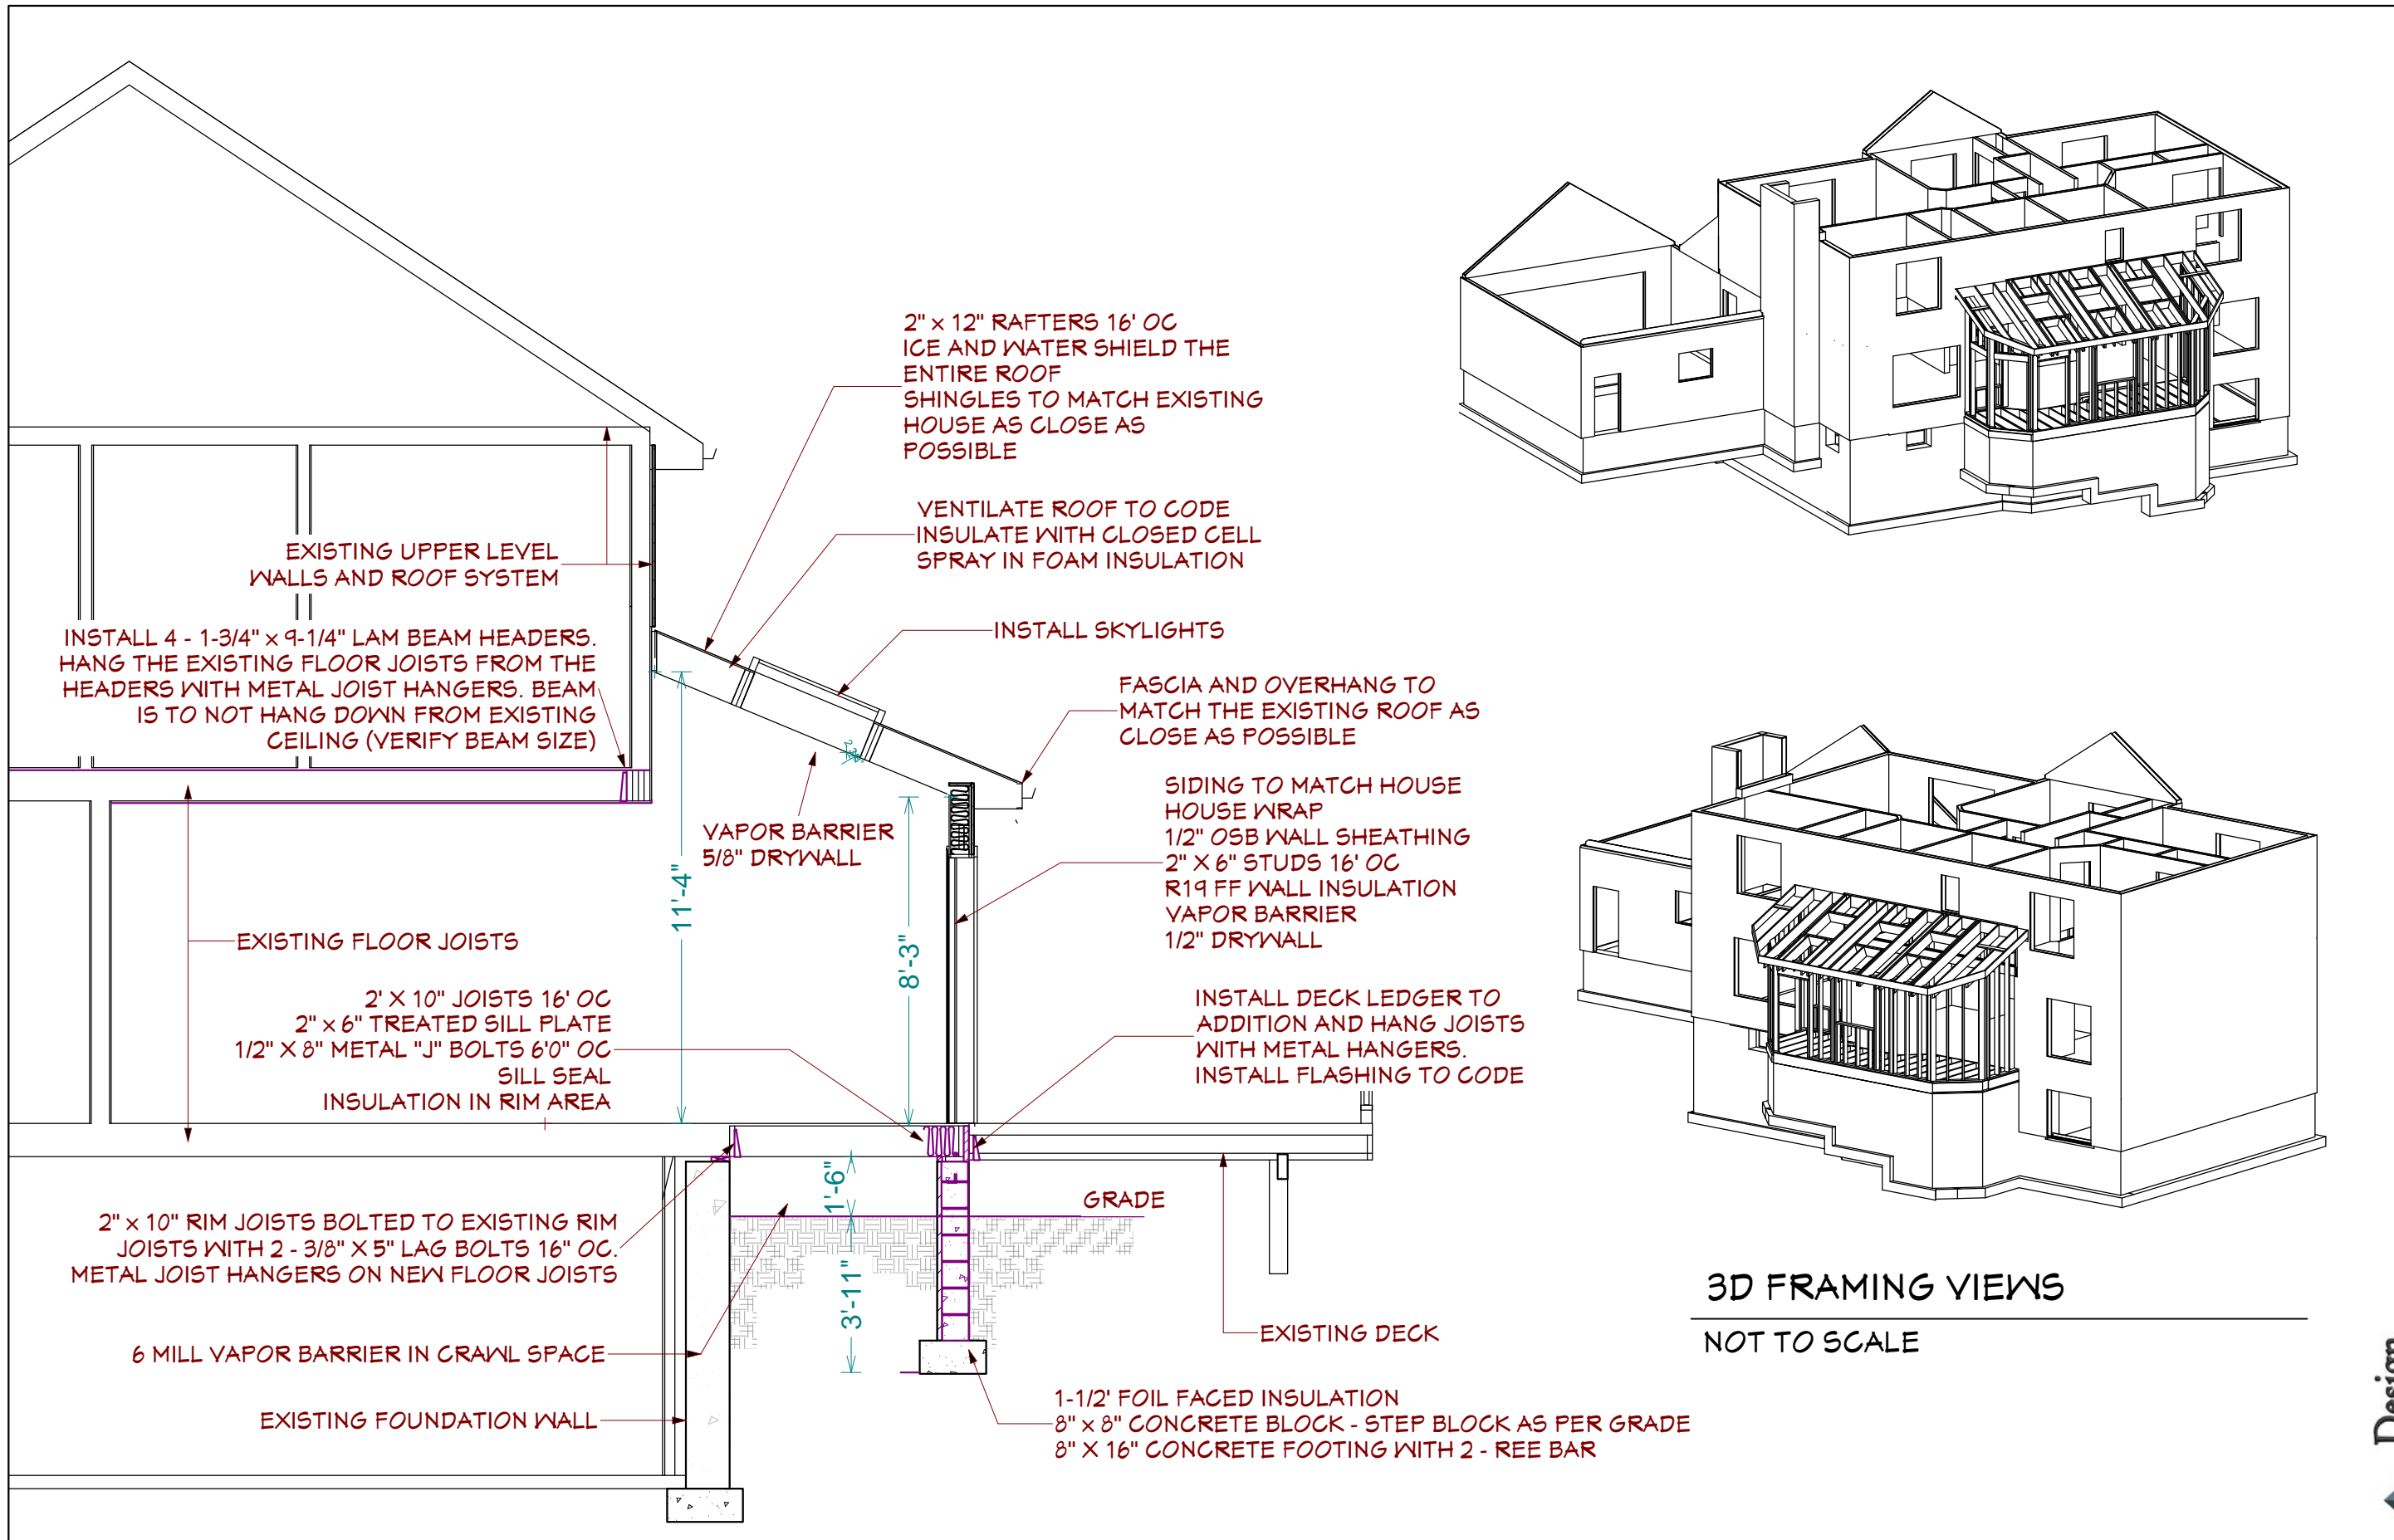 2" x 12" RAFTERS 16' OC
ICE AND WATER SHIELD THE
ENTIRE ROOF
SHINGLES TO MATCH EXISTING
HOUSE AS CLOSE AS
POSSIBLE
VENTILATE ROOF TO CODE
INSULATE WITH CLOSED CELL
SPRAY IN FOAM INSULATION
EXISTING UPPER LEVEL
WALLS AND ROOF SYSTEM
INSTALL 4 - 1-3/4" x 9-1/4" LAM BEAM HEADERS.
HANG THE EXISTING FLOOR JOISTS FROM THE
HEADERS WITH METAL JOIST HANGERS. BEAM
IS TO NOT HANG DOWN FROM EXISTING
CEILING (VERIFY BEAM SIZE)
INSTALL SKYLIGHTS
FASCIA AND OVERHANG TO
MATCH THE EXISTING ROOF AS
CLOSE AS POSSIBLE
VAPOR BARRIER
5/8" DRYWALL
SIDING TO MATCH HOUSE
HOUSE WRAP
1/2" OSB WALL SHEATHING
2" X 6" STUDS 16' OC
R19 FF WALL INSULATION
VAPOR BARRIER
1/2" DRYWALL
11'-4"
8'-3"
EXISTING FLOOR JOISTS
2' X 10" JOISTS 16' OC
2" x 6" TREATED SILL PLATE
1/2" X 8" METAL "J" BOLTS 6'0" OC
SILL SEAL
INSULATION IN RIM AREA
INSTALL DECK LEDGER TO
ADDITION AND HANG JOISTS
WITH METAL HANGERS.
INSTALL FLASHING TO CODE
1'-6"
GRADE
2" x 10" RIM JOISTS BOLTED TO EXISTING RIM
JOISTS WITH 2 - 3/8" X 5" LAG BOLTS 16" OC.
METAL JOIST HANGERS ON NEW FLOOR JOISTS
3'-11"
EXISTING DECK
6 MILL VAPOR BARRIER IN CRAWL SPACE
EXISTING FOUNDATION WALL
1-1/2' FOIL FACED INSULATION
8" x 8" CONCRETE BLOCK - STEP BLOCK AS PER GRADE
8" X 16" CONCRETE FOOTING WITH 2 - REE BAR
3D FRAMING VIEWS
NOT TO SCALE
Design